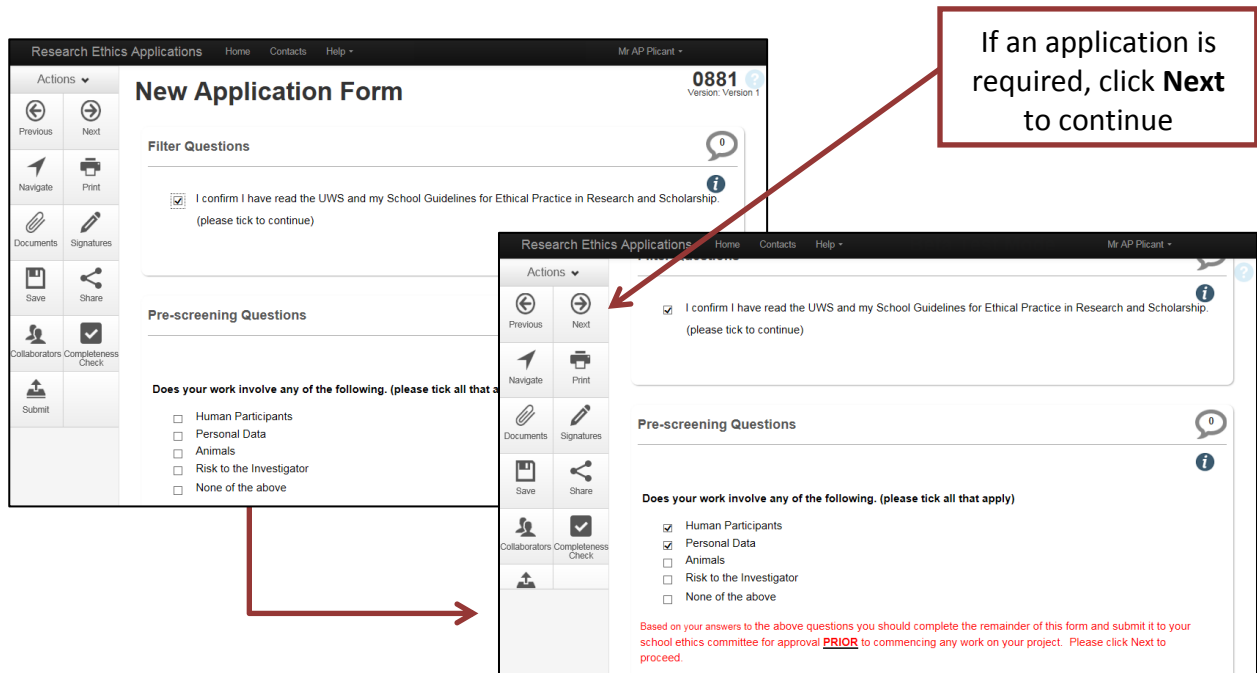 If an application is
required, click Next
to continue
Research Ethics Applications Home Contacts Help Mr AP Plicant
Actions
Previous Next
Navigate Print
Documents Signatures
Save Share
Collaborators Completeness
Check
Submit
New Application Form
0881
Version: Version 1
Filter Questions
0
I confirm I have read the UWS and my School Guidelines for Ethical Practice in Research and Scholarship.
(please tick to continue)
Pre-screening Questions
Does your work involve any of the following. (please tick all that a
Human Participants
Personal Data
Animals
Risk to the Investigator
None of the above
Research Ethics Applications Home Contacts Help Mr AP Plicant
Actions
Previous Next
Navigate Print
Documents Signatures
Save Share
Collaborators Completeness
Check
Filter Questions
I confirm I have read the UWS and my School Guidelines for Ethical Practice in Research and Scholarship.
(please tick to continue)
Pre-screening Questions
0
Does your work involve any of the following. (please tick all that apply)
Human Participants
Personal Data
Animals
Risk to the Investigator
None of the above
Based on your answers to the above questions you should complete the remainder of this form and submit it to your
school ethics committee for approval PRIOR to commencing any work on your project. Please click Next to
proceed.